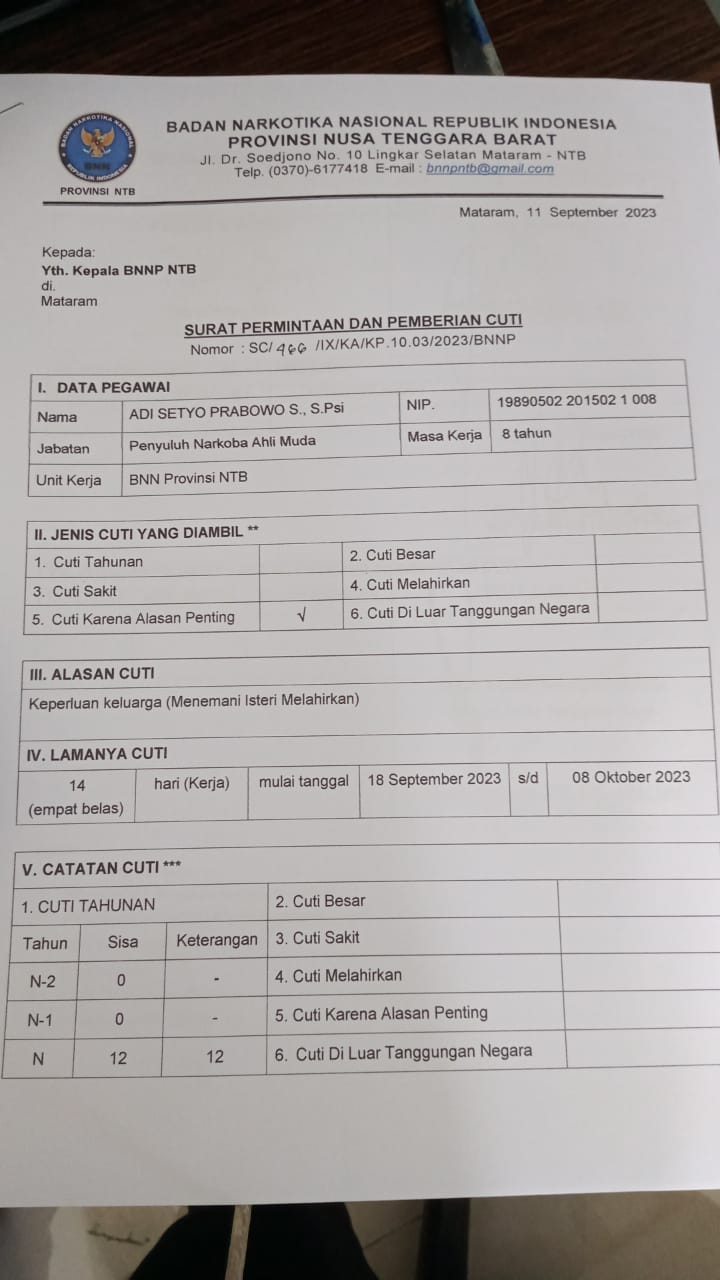 BADAN NARKOTIKA NASIONAL
BNN
REPUBLIK INDONESIA
PROVINSI NTB
BADAN NARKOTIKA NASIONAL REPUBLIK INDONESIA
PROVINSI NUSA TENGGARA BARAT
Jl. Dr. Soedjono No. 10 Lingkar Selatan Mataram - NTB
Telp. (0370)-6177418 E-mail : bnnpntb@gmail.com
Mataram, 11 September 2023
Kepada:
Yth. Kepala BNNP NTB
di.
Mataram
SURAT PERMINTAAN DAN PEMBERIAN CUTI
Nomor : SC/ /IX/KA/KP.10.03/2023/BNNP
I. DATA PEGAWAI
Nama ADI SETYO PRABOWO S., S.Psi NIP. 19890502 201502 1 008
Jabatan Penyuluh Narkoba Ahli Muda Masa Kerja 8 tahun
Unit Kerja BNN Provinsi NTB
II. JENIS CUTI YANG DIAMBIL **
1. Cuti Tahunan 2. Cuti Besar
3. Cuti Sakit 4. Cuti Melahirkan
5. Cuti Karena Alasan Penting √ 6. Cuti Di Luar Tanggungan Negara
III. ALASAN CUTI
Keperluan keluarga (Menemani Isteri Melahirkan)
IV. LAMANYA CUTI
14 hari (Kerja) mulai tanggal 18 September 2023 s/d 08 Oktober 2023
(empat belas)
V. CATATAN CUTI ***
1. CUTI TAHUNAN 2. Cuti Besar
Tahun Sisa Keterangan 3. Cuti Sakit
N-2 0 - 4. Cuti Melahirkan
N-1 0 - 5. Cuti Karena Alasan Penting
N 12 12 6. Cuti Di Luar Tanggungan Negara